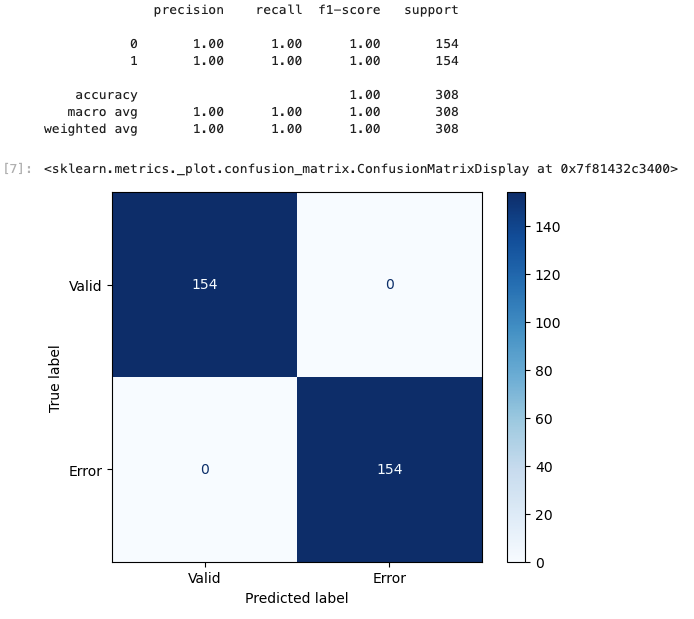 precision recall f1-score support
0 1.00 1.00 1.00 154
1 1.00 1.00 1.00 154
accuracy 1.00 308
macro avg 1.00 1.00 1.00 308
weighted avg 1.00 1.00 1.00 308
[7]: <sklearn.metrics._plot.confusion_matrix.ConfusionMatrixDisplay at 0x7f81432c3400>
Valid
Error
True label
154
0
0
154
Valid
Error
Predicted label
140
120
100
80
60
40
20
0